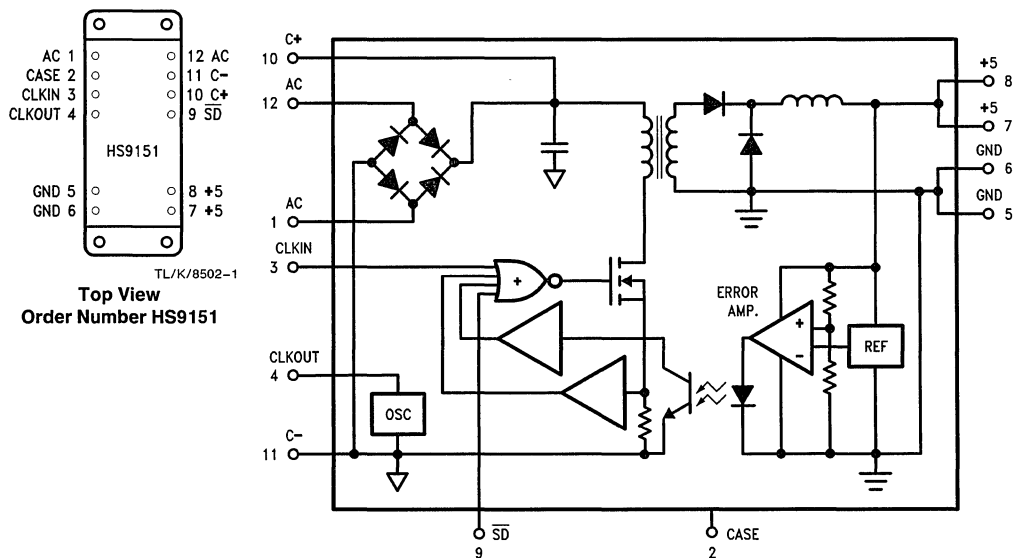 AC 1
12 AC
CASE 2
11 C-
CLKIN 3
10 C+
CLKOUT 4
9 SD
HS9151
GND 5
8 +5
GND 6
7 +5
TL/K/8502-1
Top View
Order Number HS9151
C+
10
AC
12
AC
1
CLKIN
3
CLKOUT
4
OSC
C-
11
+
ERROR
AMP.
+
-
REF
+5
8
+5
7
GND
6
GND
5
SD
9
CASE
2